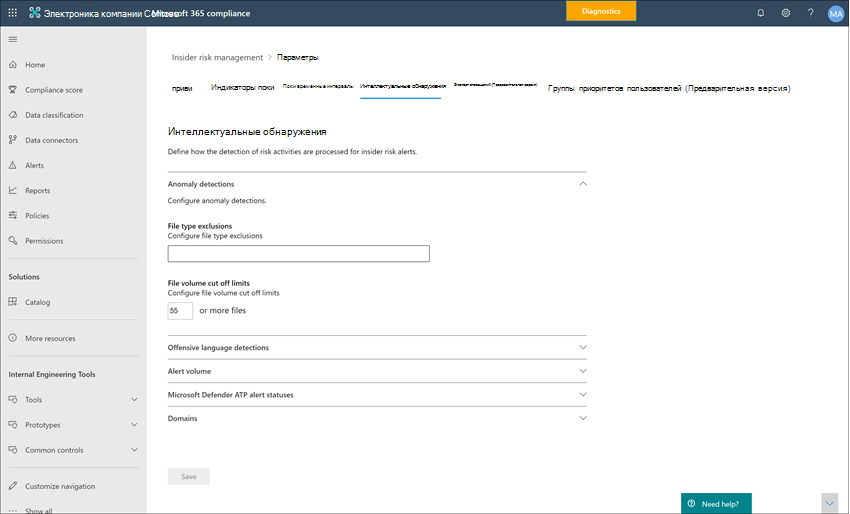 Электроника компании Contoso Microsoft 365 compliance
Diagnostics
? MA
Insider risk management > Параметры
Home
Compliance score
Data classification
Data connectors
Alerts
Reports
Policies
Permissions
Solutions
Catalog
More resources
Internal Engineering Tools
Tools
Prototypes
Common controls
Customize navigation
Show all
приви Индикаторы поки Поки временные интервалы Интеллектуальные обнаружения (Предварительная версия) Группы приоритетов пользователей (Предварительная версия)
Интеллектуальные обнаружения
Define how the detection of risk activities are processed for insider risk alerts.
Anomaly detections
Configure anomaly detections.
File type exclusions
Configure file type exclusions
File volume cut off limits
Configure file volume cut off limits
55 or more files
Offensive language detections
Alert volume
Microsoft Defender ATP alert statuses
Domains
Save
Need help?